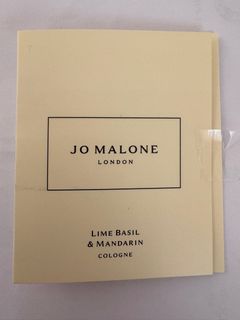 JO MALONE
LONDON
LIME BASIL
& MANDARIN
COLOGNE